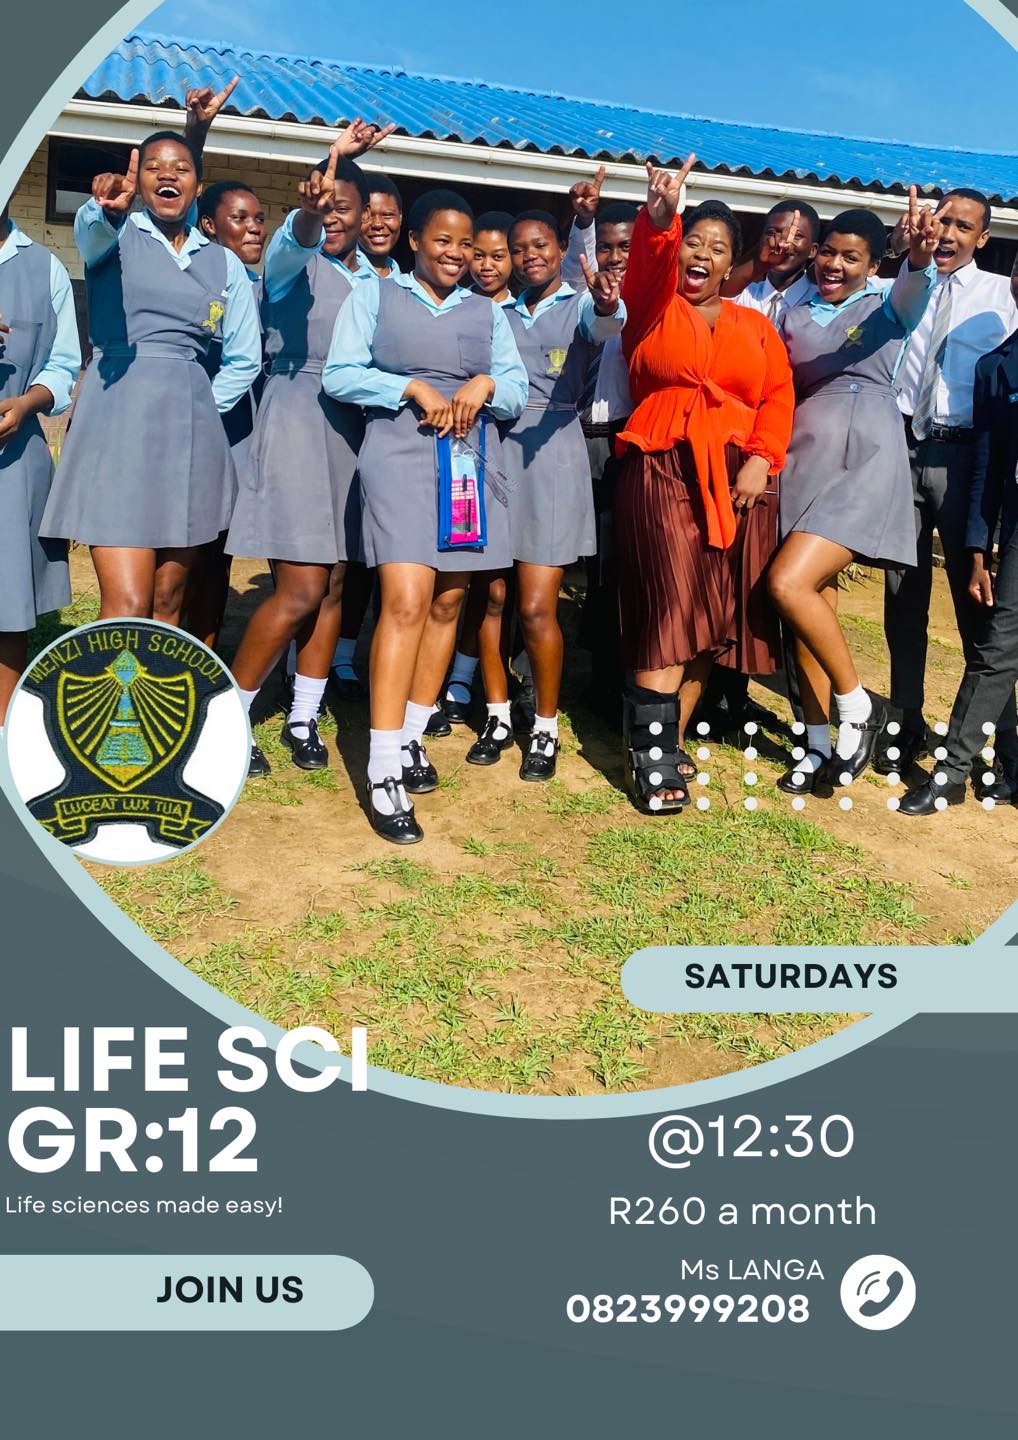 MENZI HIGH SCHOOL
LUCEAT LUX TUA
SATURDAYS
LIFE SCI
GR:12
Life sciences made easy!
JOIN US
@12:30
R260 a month
Ms LANGA
0823999208